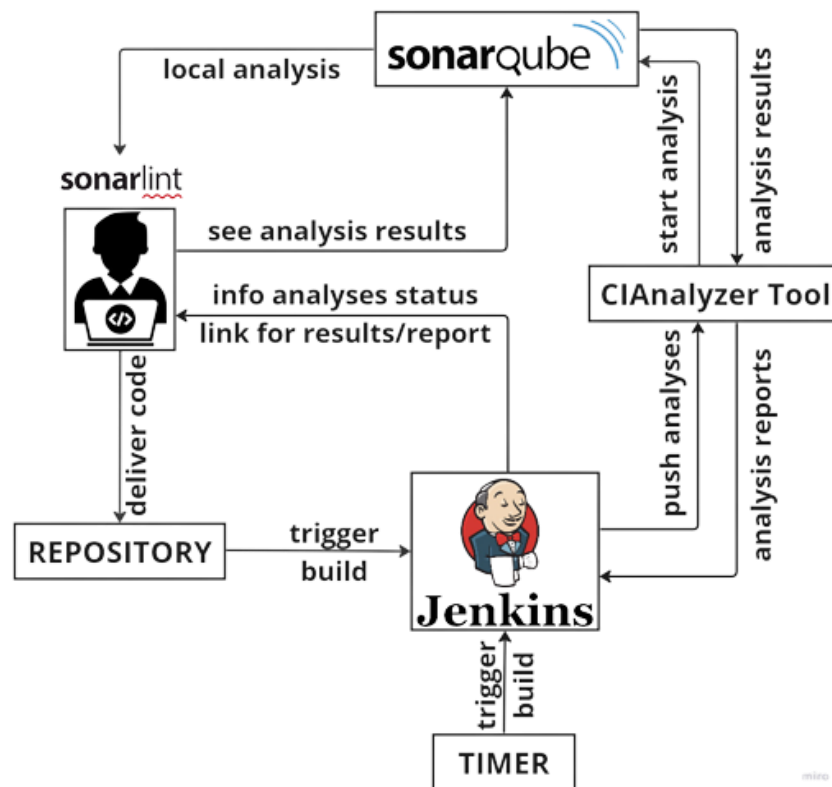 sonarqube
local analysis
sonarlint
see analysis results
start analysis
analysis results
info analyses status
link for results/report
CIAnalyzer Tool
deliver code
push analyses
analysis reports
REPOSITORY
trigger
build
Jenkins
trigger
build
TIMER
miro